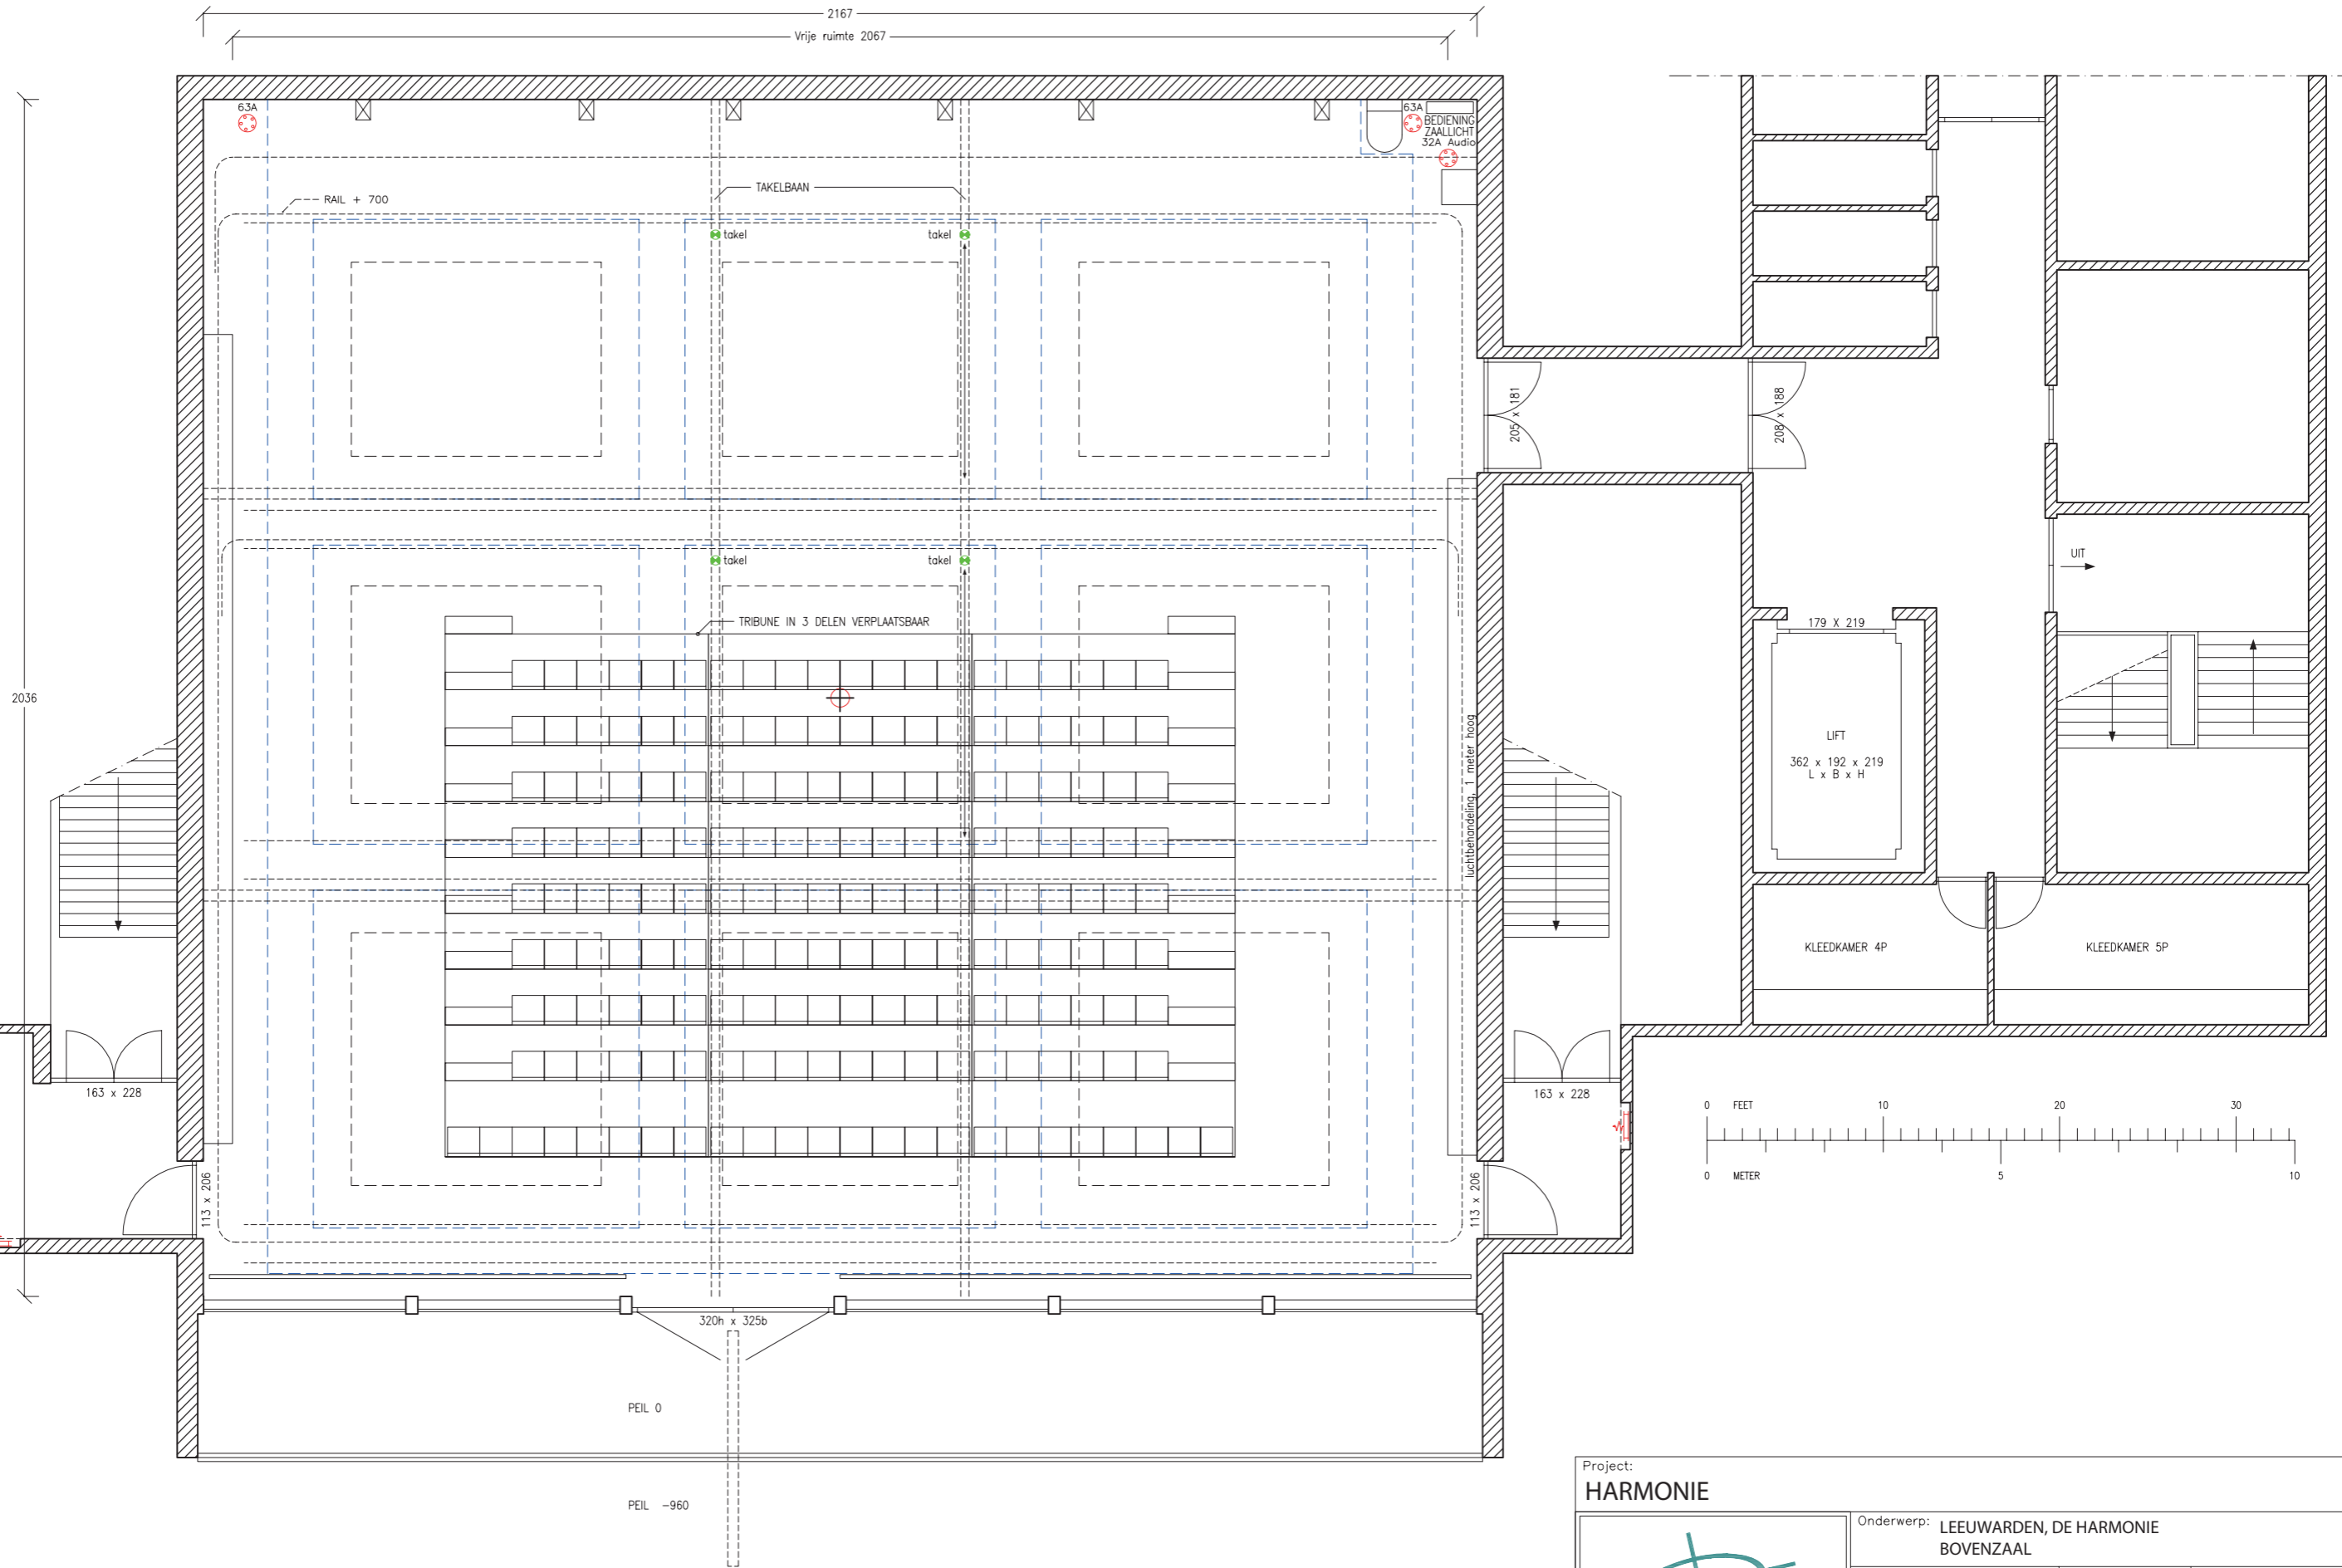 2167
Vrije ruimte 2067
63A
63A
BEDIENING
ZAALLICHT
32A Audio
TAKELBAAN
RAIL + 700
takel
takel
205 x 181
208 x 188
takel
takel
UIT
TRIBUNE IN 3 DELEN VERPLAATSBAAR
179 X 219
2036
luchtbehandeling, 1 meter hoog
LIFT
362 x 192 x 219
L x B x H
KLEEDKAMER 4P
KLEEDKAMER 5P
163 x 228
163 x 228
0 FEET 10 20 30
0 METER 5 10
113 x 206
113 x 206
320h x 325b
PEIL 0
PEIL -960
Project:
HARMONIE
Onderwerp: LEEUWARDEN, DE HARMONIE
BOVENZAAL